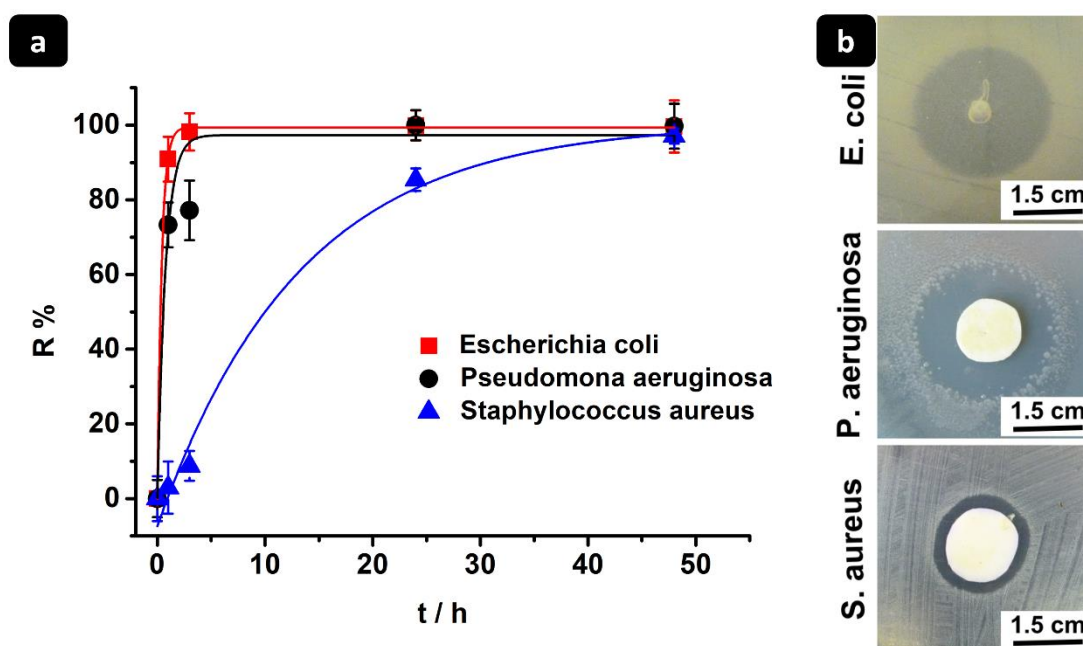 a
R %
100
80
60
40
20
0
0
10
20
30
40
50
t / h
Escherichia coli
Pseudomona aeruginosa
Staphylococcus aureus
b
E. coli
1.5 cm
P. aeruginosa
1.5 cm
S. aureus
1.5 cm